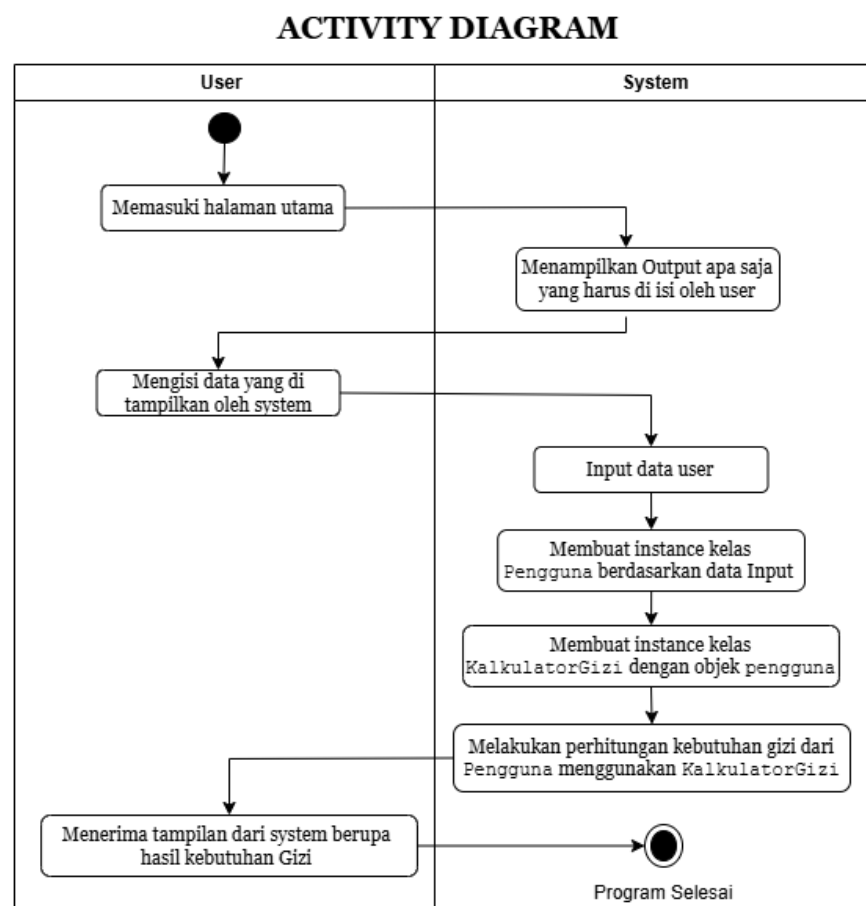 ACTIVITY DIAGRAM
User
System
Memasuki halaman utama
Menampilkan Output apa saja
yang harus di isi oleh user
Mengisi data yang di
tampilkan oleh system
Input data user
Membuat instance kelas
Pengguna berdasarkan data Input
Membuat instance kelas
KalkulatorGizi dengan objek pengguna
Melakukan perhitungan kebutuhan gizi dari
Pengguna menggunakan KalkulatorGizi
Menerima tampilan dari system berupa
hasil kebutuhan Gizi
Program Selesai